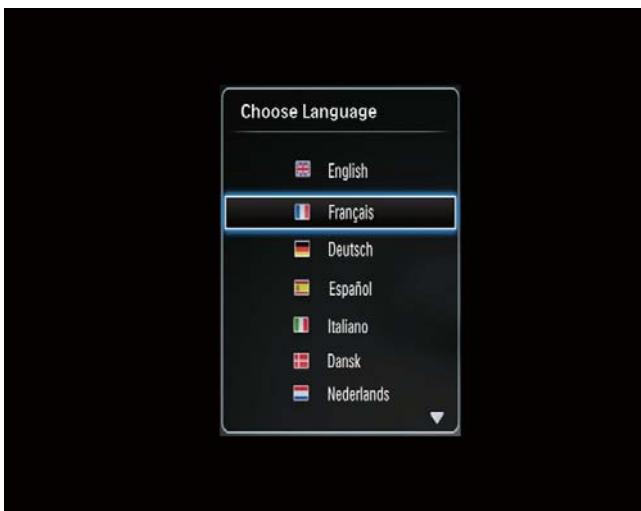 Choose Language
English
Français
Deutsch
Español
Italiano
Dansk
Nederlands